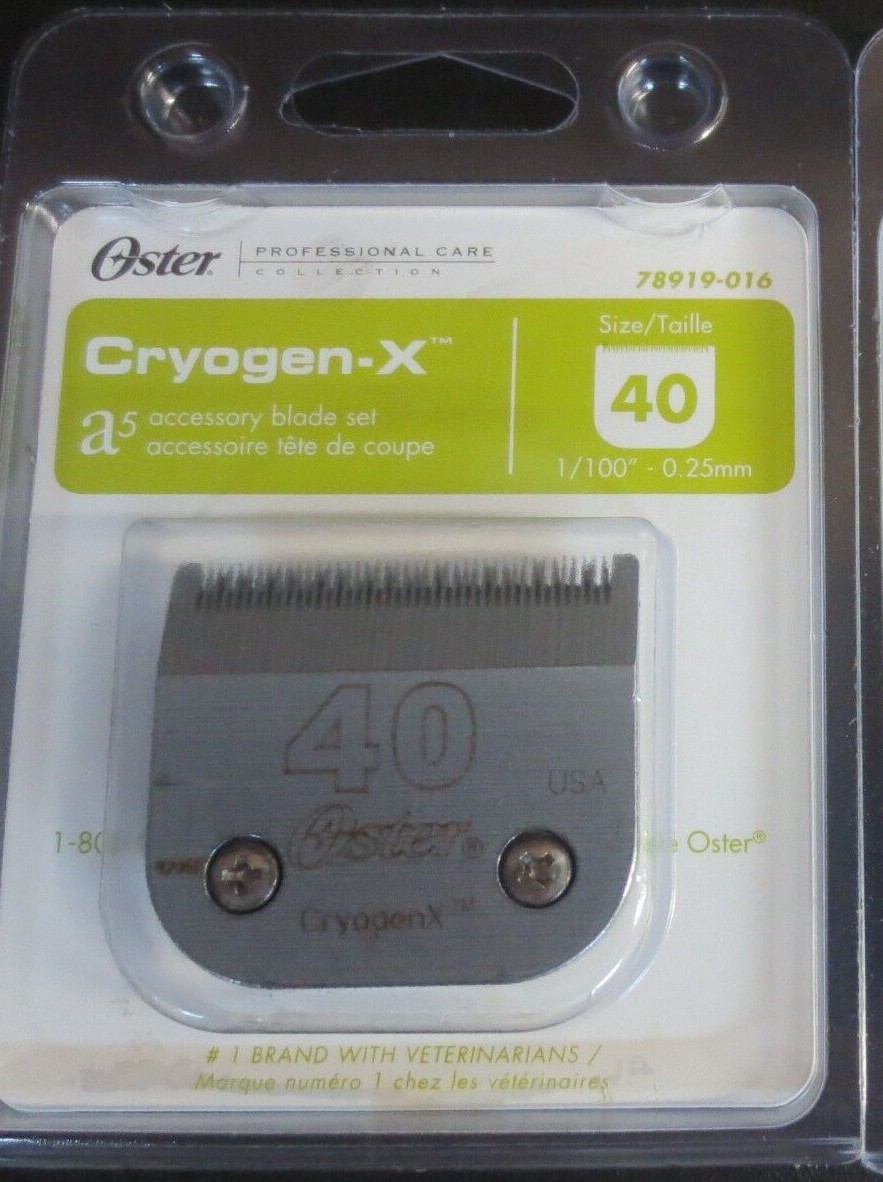 Oster® PROFESSIONAL CARE
COLLECTION
78919-016
Cryogen-X™
Size/Taille
40
a5 accessory blade set
accessoire tête de coupe
1/100" - 0.25mm
40
USA
Oster®
CryogenX™
1-80
Oster®
# 1 BRAND WITH VETERINARIANS /
Marque numéro 1 chez les vétérinaires